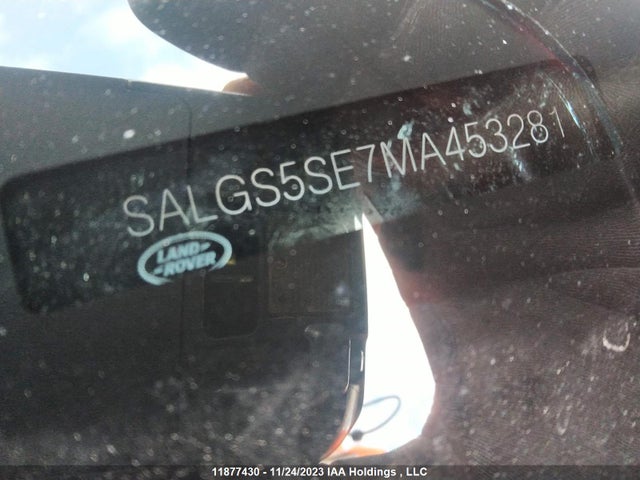 SALGS5SE7MA453281
LAND-
-ROVER
11877430 - 11/24/2023 IAA Holdings , LLC